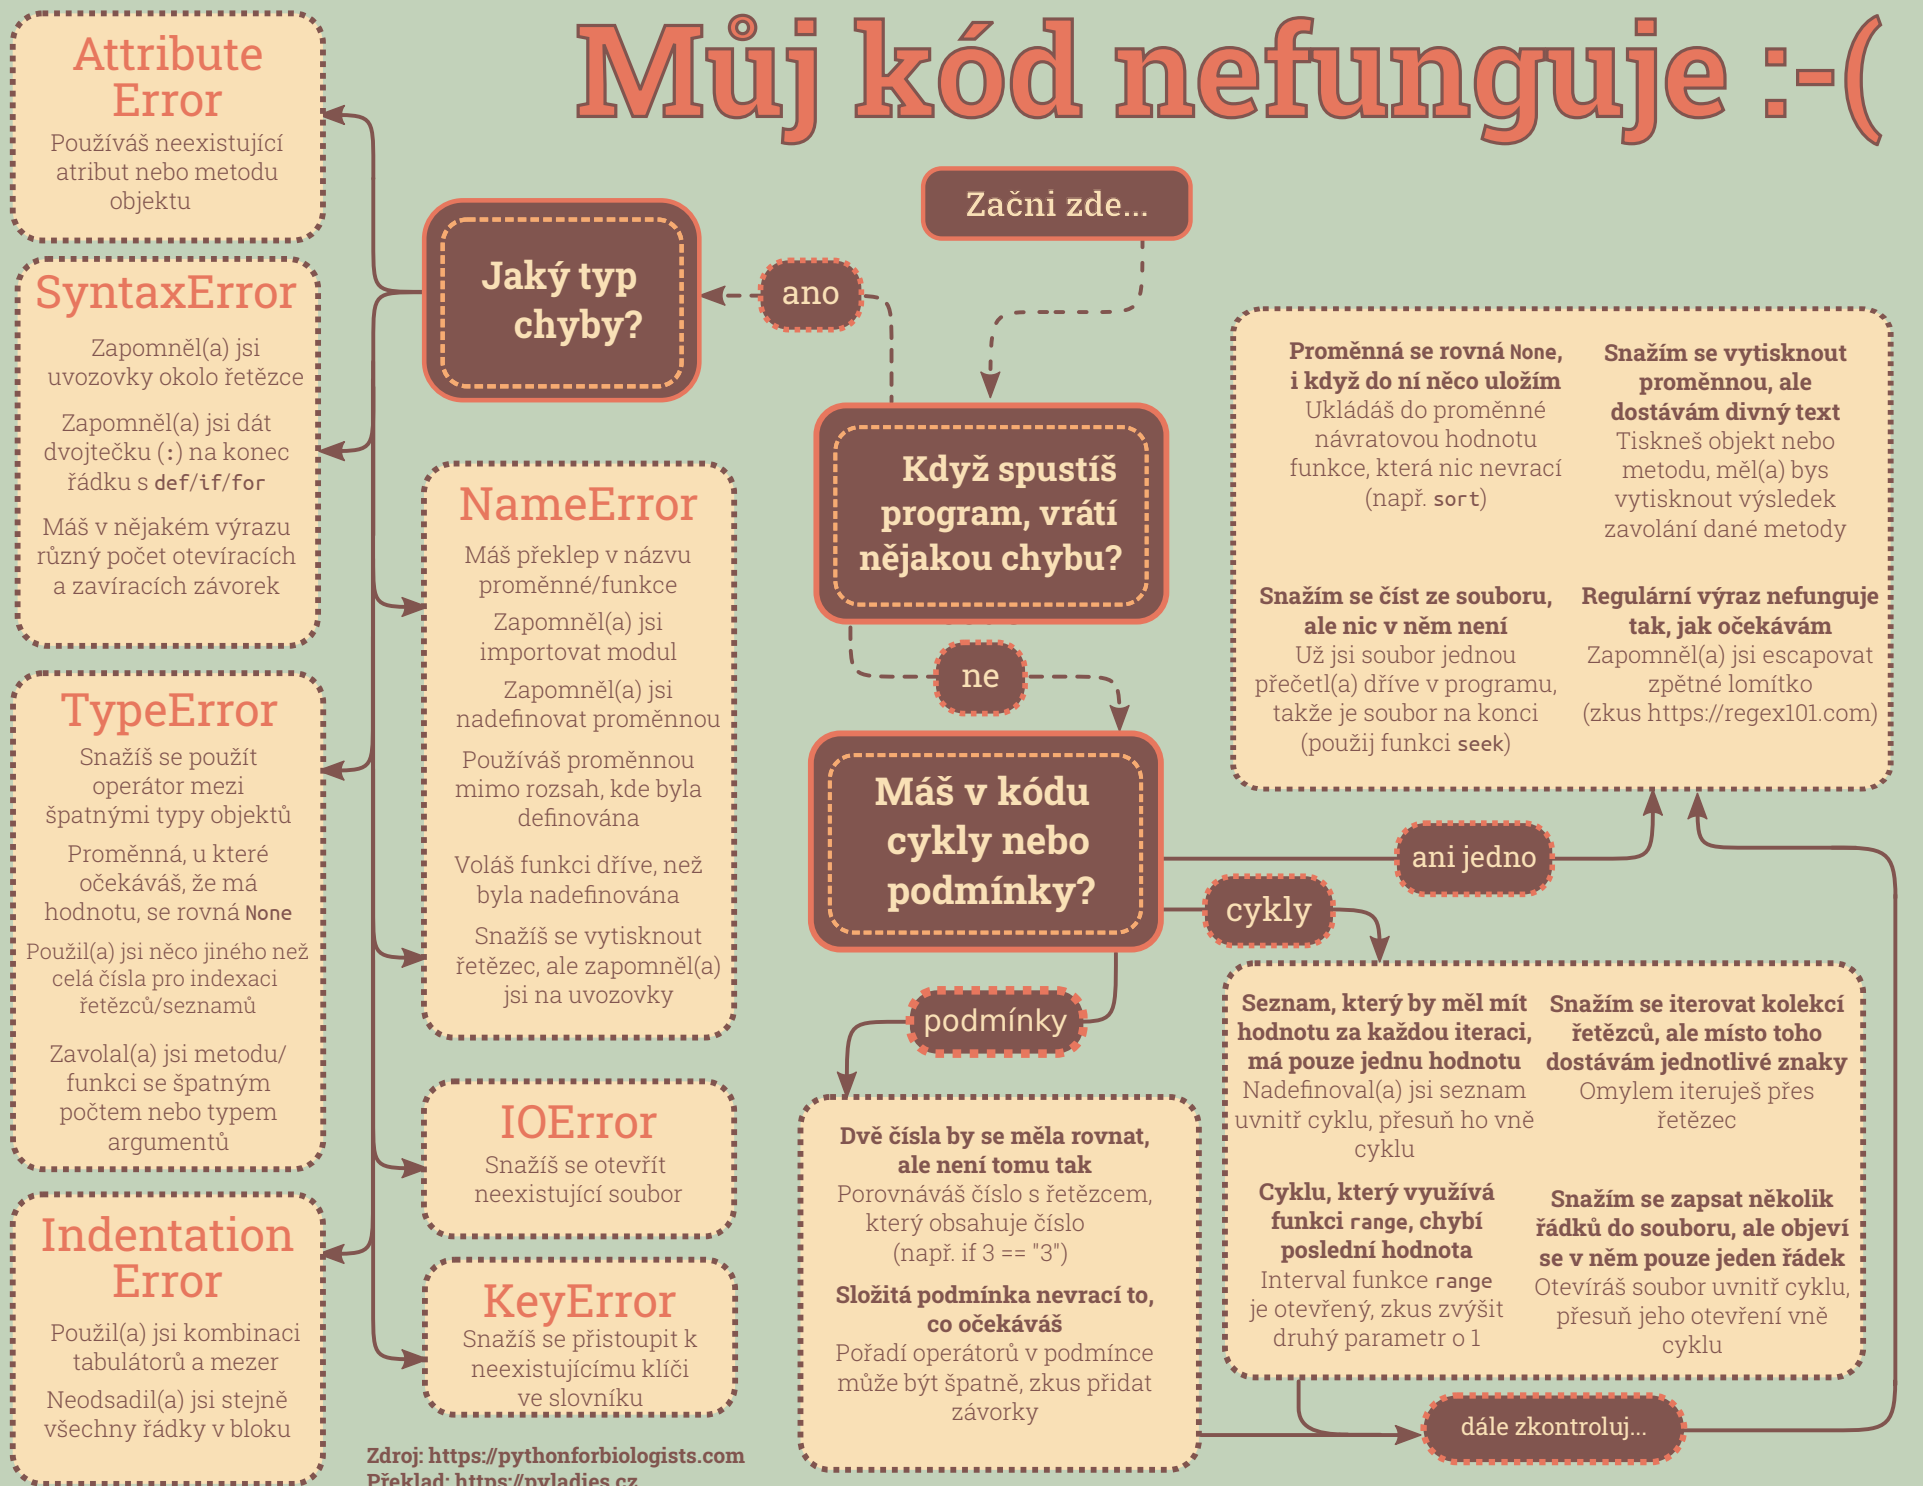 Můj kód nefunguje :-(
Začni zde...
Když spustíš
program, vrátí
nějakou chybu?
ano
Jaký typ
chyby?
Attribute
Error
Používáš neexistující
atribut nebo metodu
objektu
SyntaxError
Zapomněl(a) jsi
uvozovky okolo řetězce
Zapomněl(a) jsi dát
dvojtečku (:) na konec
řádku s def/if/for
Máš v nějakém výrazu
různý počet otevíracích
a zavíracích závorek
TypeError
Snažíš se použít
operátor mezi
špatnými typy objektů
Proměnná, u které
očekáváš, že má
hodnotu, se rovná None
Použil(a) jsi něco jiného než
celá čísla pro indexaci
řetězců/seznamů
Zavolal(a) jsi metodu/
funkci se špatným
počtem nebo typem
argumentů
Indentation
Error
Použil(a) jsi kombinaci
tabulátorů a mezer
Neodsadil(a) jsi stejně
všechny řádky v bloku
NameError
Máš překlep v názvu
proměnné/funkce
Zapomněl(a) jsi
importovat modul
Zapomněl(a) jsi
nadefinovat proměnnou
Používáš proměnnou
mimo rozsah, kde byla
definována
Voláš funkci dříve, než
byla nadefinována
Snažíš se vytisknout
řetězec, ale zapomněl(a)
jsi na uvozovky
IOError
Snažíš se otevřít
neexistující soubor
KeyError
Snažíš se přistoupit k
neexistujícímu klíči
ve slovníku
ne
Máš v kódu
cykly nebo
podmínky?
podmínky
Dvě čísla by se měla rovnat,
ale není tomu tak
Porovnáváš číslo s řetězcem,
který obsahuje číslo
(např. if 3 == "3")
Složitá podmínka nevrací to,
co očekáváš
Pořadí operátorů v podmínce
může být špatně, zkus přidat
závorky
cykly
Seznam, který by měl mít
hodnotu za každou iteraci,
má pouze jednu hodnotu
Nadefinoval(a) jsi seznam
uvnitř cyklu, přesuň ho vně
cyklu
Snažím se iterovat kolekcí
řetězců, ale místo toho
dostávám jednotlivé znaky
Omylem iteruješ přes
řetězec
Cyklu, který využívá
funkci range, chybí
poslední hodnota
Interval funkce range
je otevřený, zkus zvýšit
druhý parametr o 1
Snažím se zapsat několik
řádků do souboru, ale objeví
se v něm pouze jeden řádek
Otevíráš soubor uvnitř cyklu,
přesuň jeho otevření vně
cyklu
dále zkontroluj...
ani jedno
Proměnná se rovná None,
i když do ní něco uložím
Ukládáš do proměnné
návratovou hodnotu
funkce, která nic nevrací
(např. sort)
Snažím se vytisknout
proměnnou, ale
dostávám divný text
Tiskneš objekt nebo
metodu, měl(a) bys
vytisknout výsledek
zavolání dané metody
Snažím se číst ze souboru,
ale nic v něm není
Už jsi soubor jednou
přečetl(a) dříve v programu,
takže je soubor na konci
(použij funkci seek)
Regulární výraz nefunguje
tak, jak očekávám
Zapomněl(a) jsi escapovat
zpětné lomítko
(zkus https://regex101.com)
Zdroj: https://pythonforbiologists.com
Překlad: https://pyladies.cz